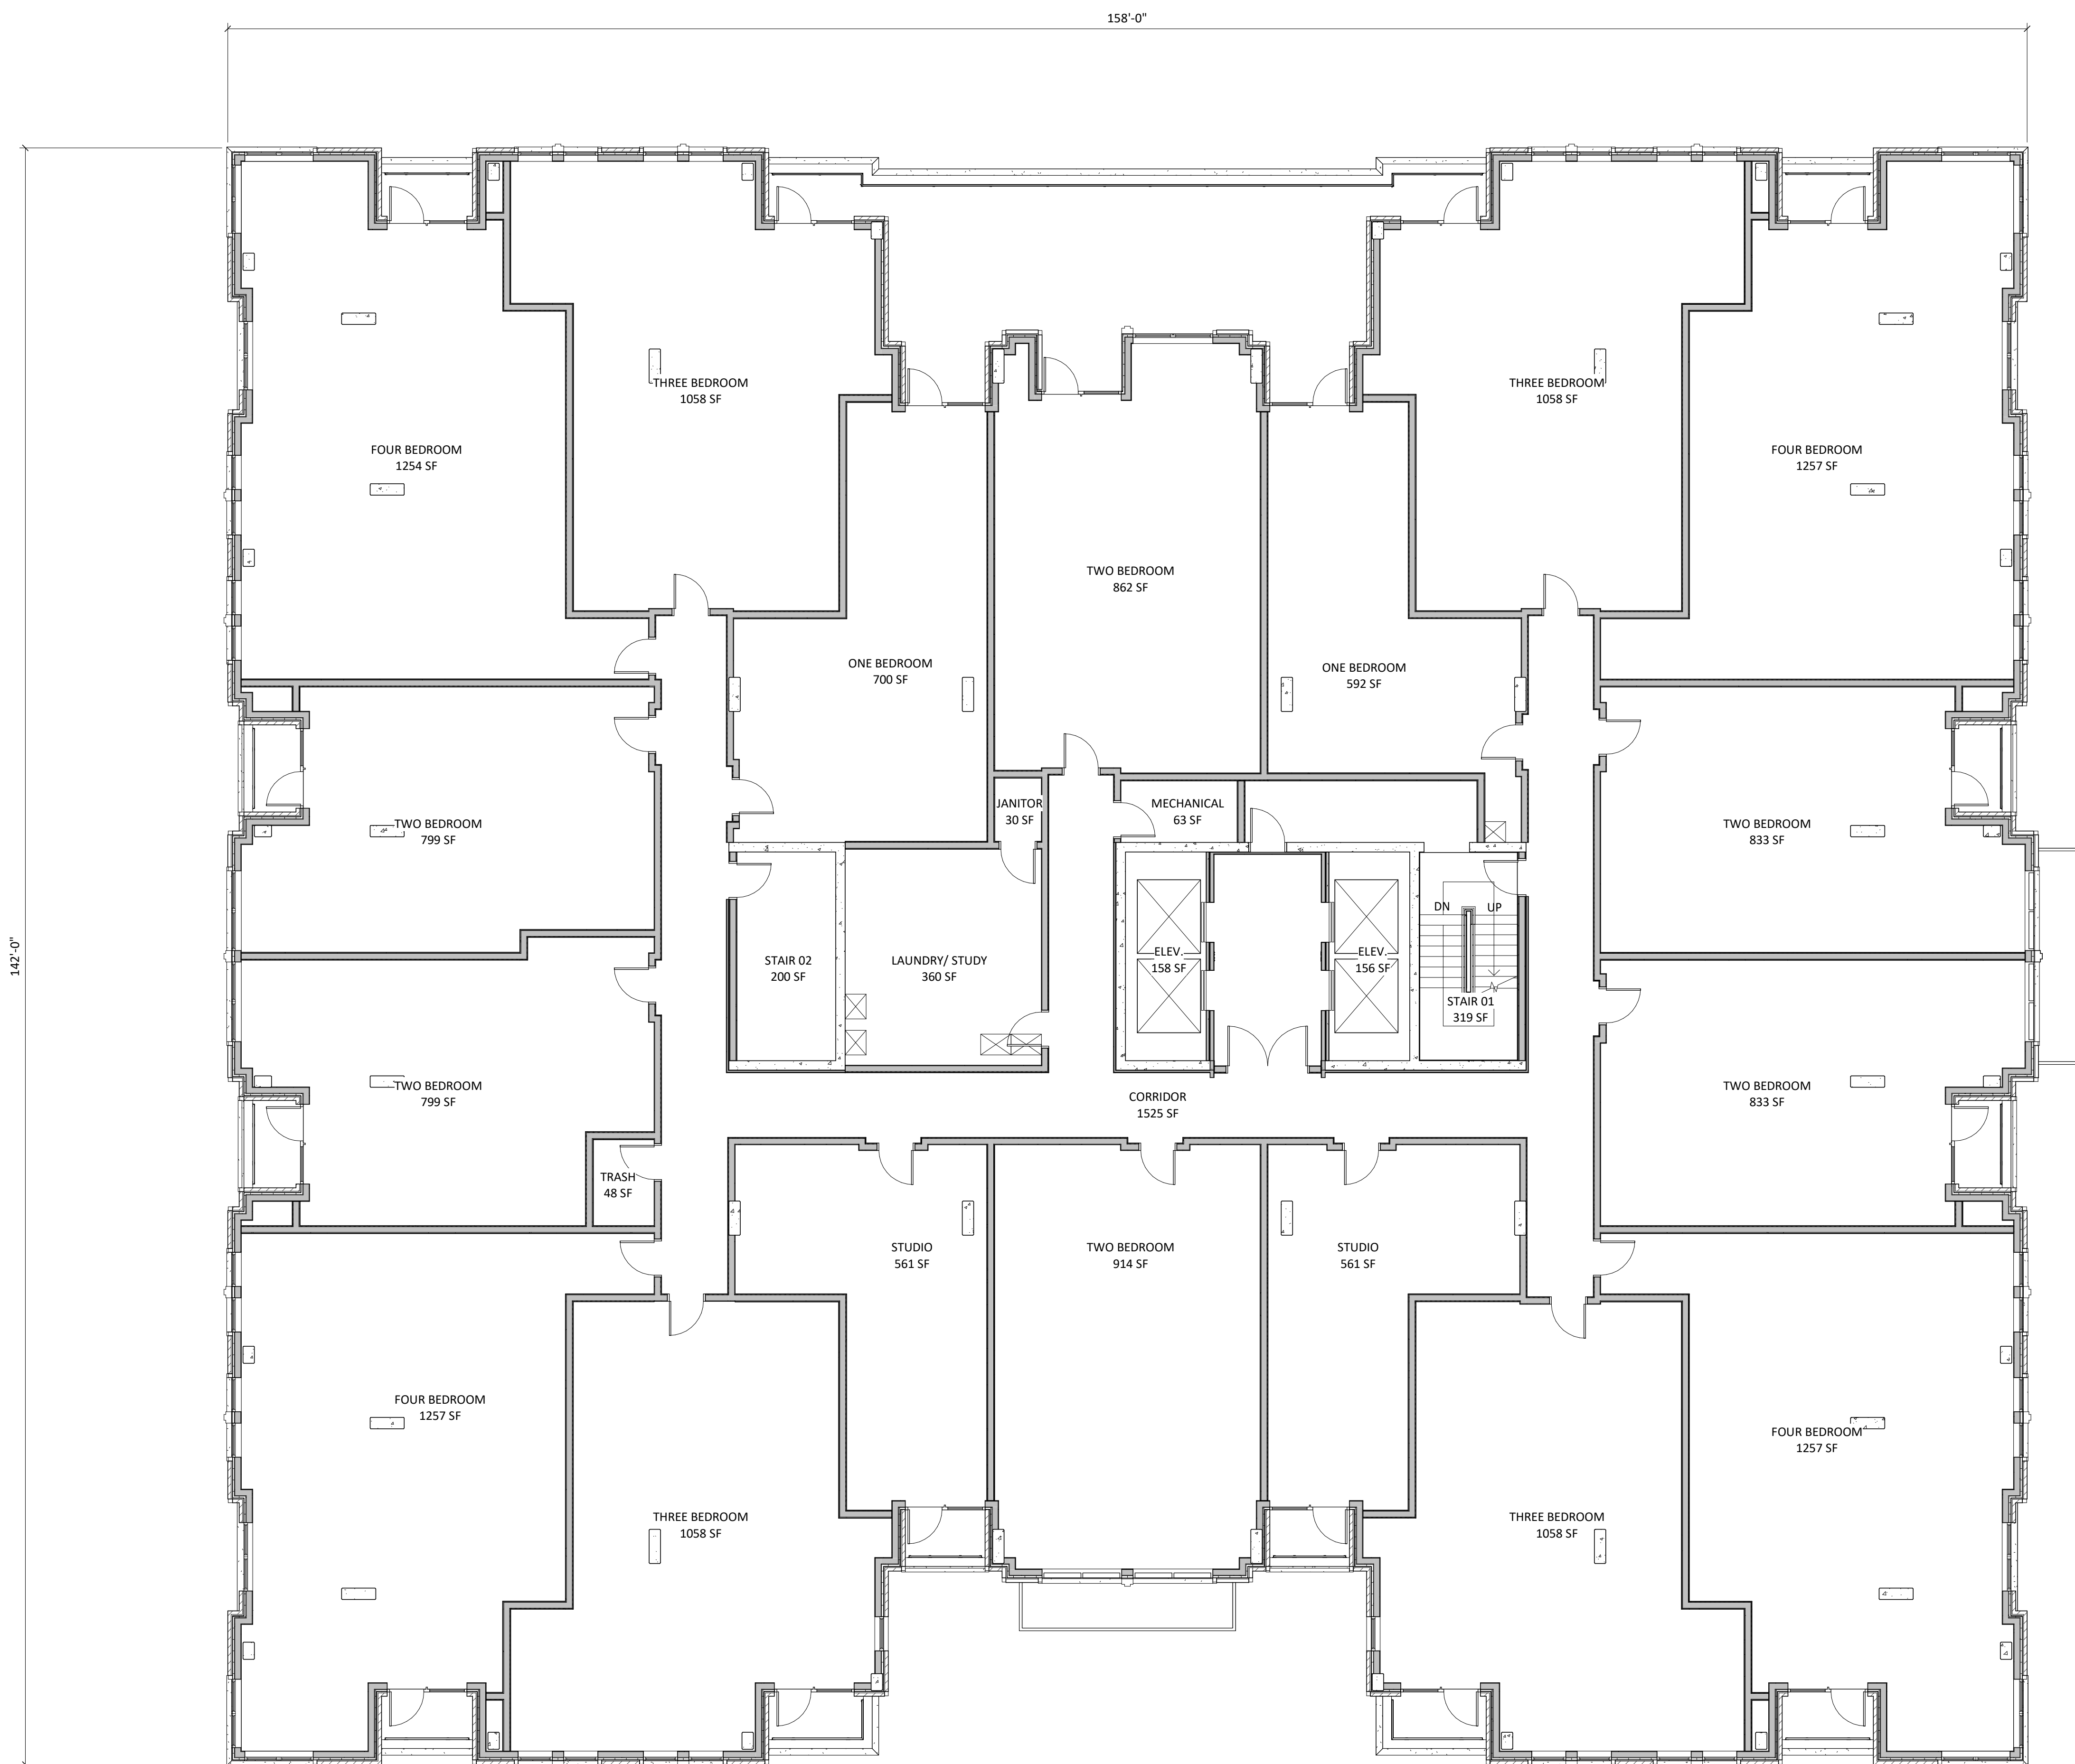 158'-0"
THREE BEDROOM
1058 SF
THREE BEDROOM
1058 SF
FOUR BEDROOM
1254 SF
FOUR BEDROOM
1257 SF
TWO BEDROOM
862 SF
ONE BEDROOM
700 SF
ONE BEDROOM
592 SF
JANITOR
30 SF
MECHANICAL
63 SF
TWO BEDROOM
799 SF
TWO BEDROOM
833 SF
DN
UP
142'-0"
STAIR 02
200 SF
LAUNDRY/ STUDY
360 SF
ELEV.
158 SF
ELEV.
156 SF
STAIR 01
319 SF
TWO BEDROOM
799 SF
CORRIDOR
1525 SF
TWO BEDROOM
833 SF
TRASH
48 SF
STUDIO
561 SF
TWO BEDROOM
914 SF
STUDIO
561 SF
FOUR BEDROOM
1257 SF
FOUR BEDROOM
1257 SF
THREE BEDROOM
1058 SF
THREE BEDROOM
1058 SF